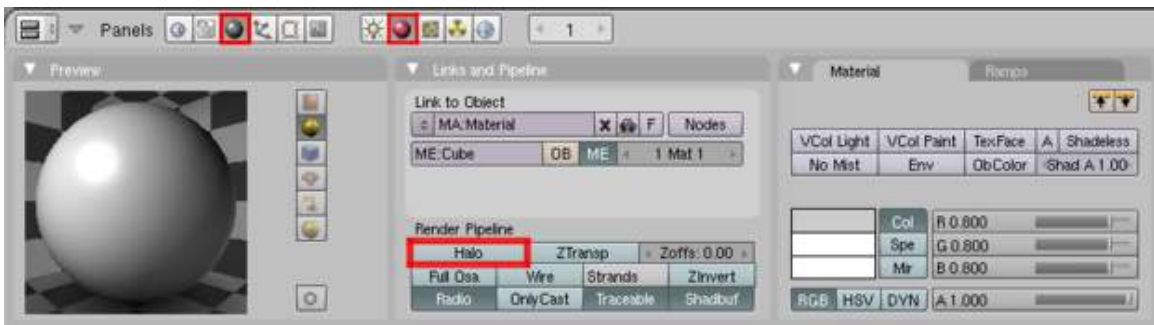 Panels 1
Preview
Links and Pipeline
Link to Object
MA:Material X F Nodes
ME:Cube OB ME 1 Mat 1
Render Pipeline
Halo ZTransp Zoffs: 0.00
Full Osa Wire Strands ZInvert
Radio OnlyCast Traceable Shadbuf
Material Ramps
VCol Light VCol Paint TexFace A Shadeless
No Mist Env ObColor Shad A 1.00
Col R 0.800
Spe G 0.800
Mir B 0.800
RGB HSV DYN A 1.000